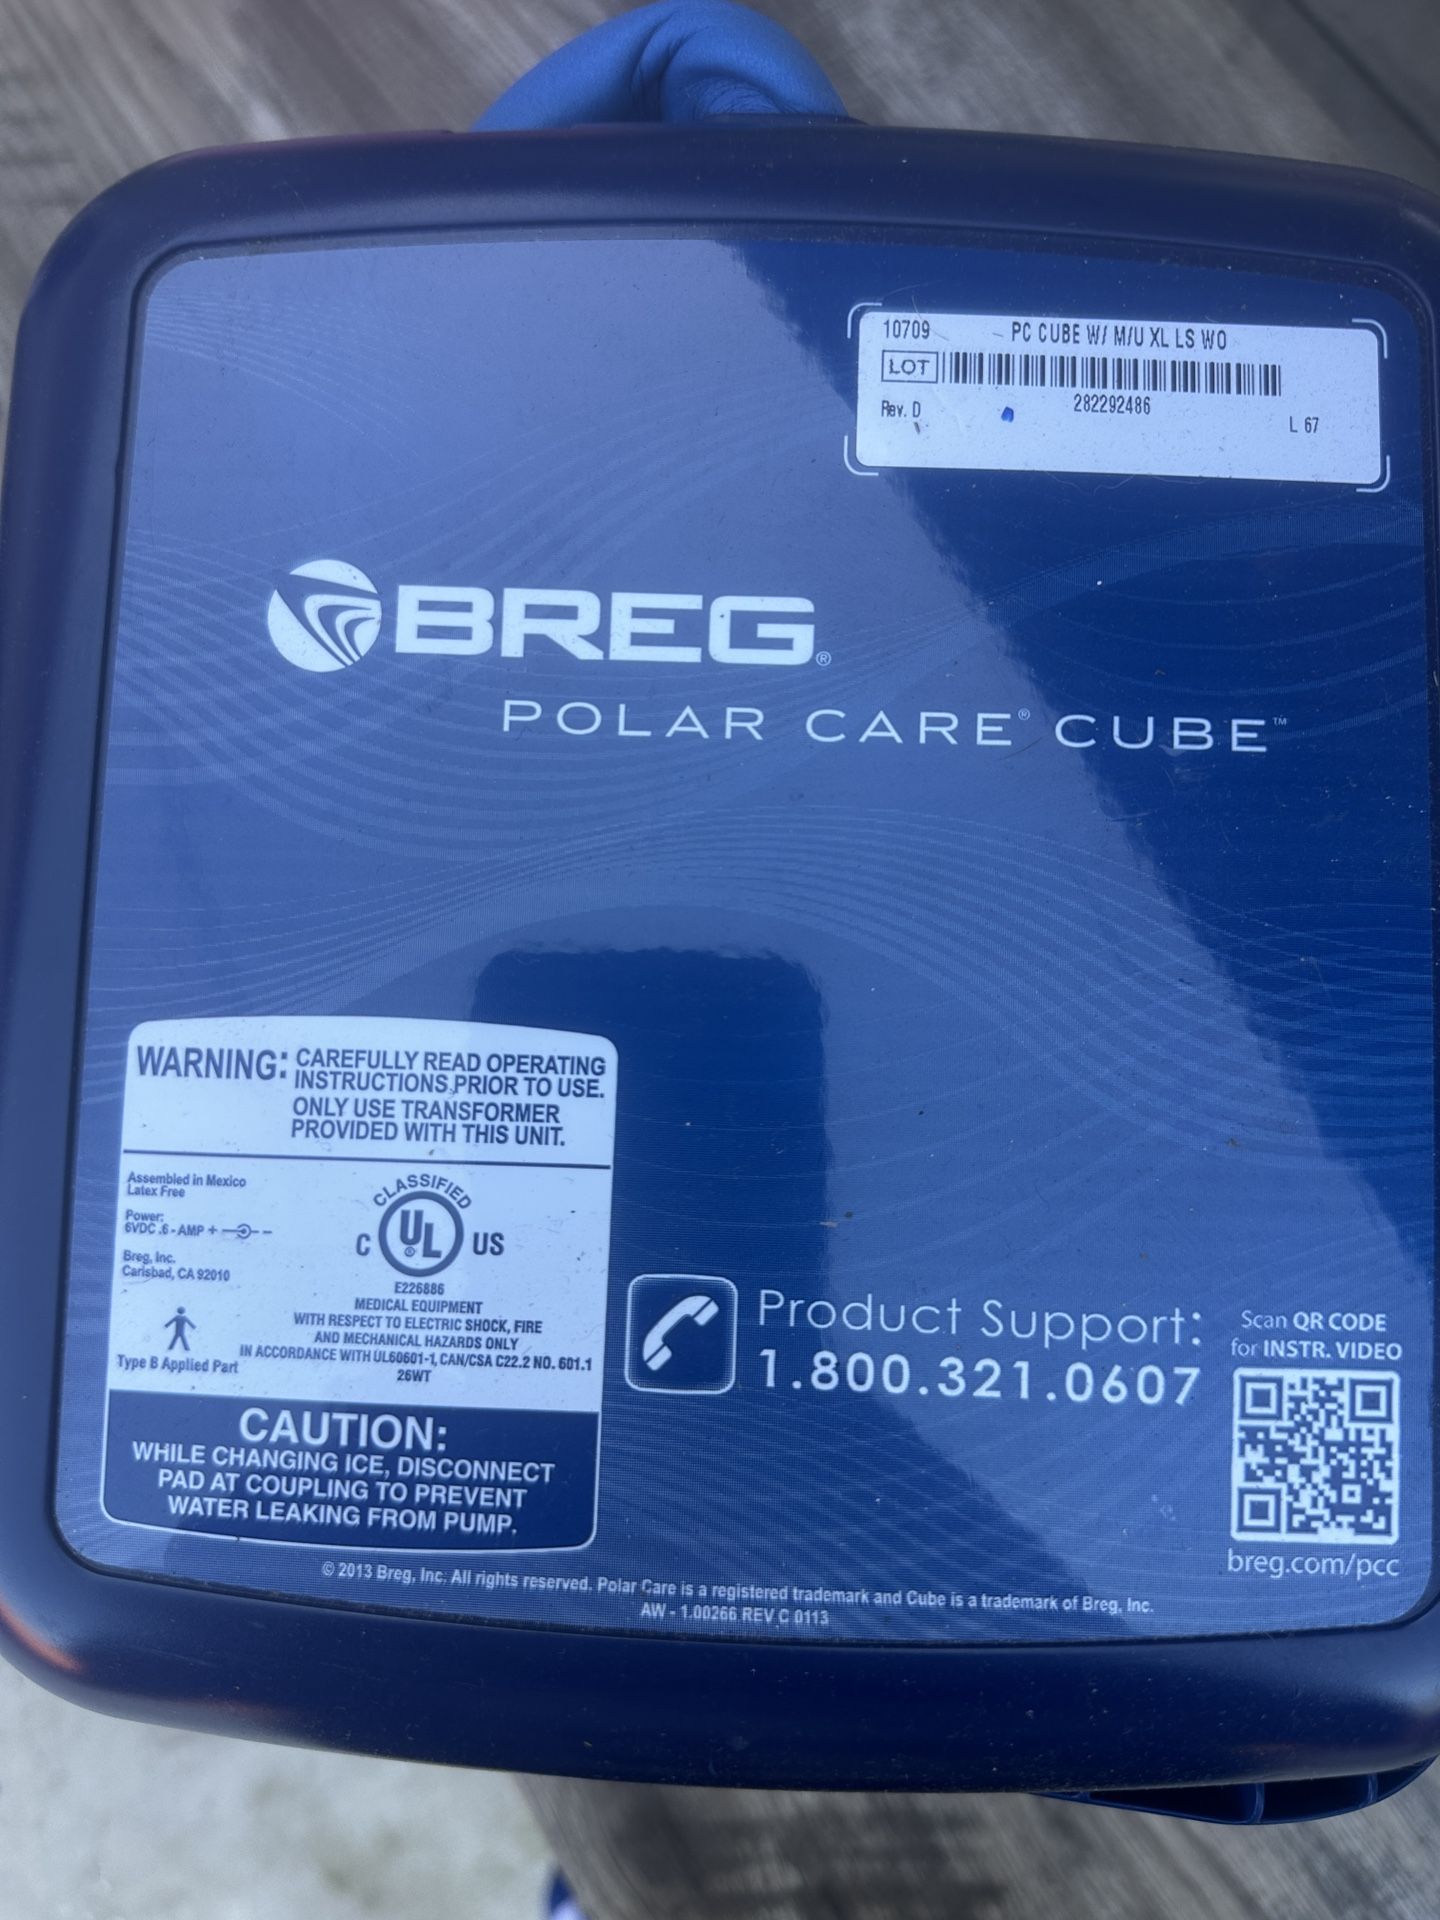 10709 PC CUBE W/ M/U XL LS WO
LOT
Rev. D 282292486
L 67
BREG®
POLAR CARE® CUBE™
WARNING: CAREFULLY READ OPERATING
INSTRUCTIONS PRIOR TO USE.
ONLY USE TRANSFORMER
PROVIDED WITH THIS UNIT.
Assembled in Mexico
Latex Free
Power:
6VDC .6 - AMP + -
Breg, Inc.
Carlsbad, CA 92010
Type B Applied Part
CLASSIFIED
C UL® US
E226886
MEDICAL EQUIPMENT
WITH RESPECT TO ELECTRIC SHOCK, FIRE
AND MECHANICAL HAZARDS ONLY
IN ACCORDANCE WITH UL60601-1, CAN/CSA C22.2 NO. 601.1
26WT
CAUTION:
WHILE CHANGING ICE, DISCONNECT
PAD AT COUPLING TO PREVENT
WATER LEAKING FROM PUMP.
Product Support:
1.800.321.0607
Scan QR CODE
for INSTR. VIDEO
breg.com/pcc
© 2013 Breg, Inc. All rights reserved. Polar Care is a registered trademark and Cube is a trademark of Breg, Inc.
AW - 1.00266 REV C 0113